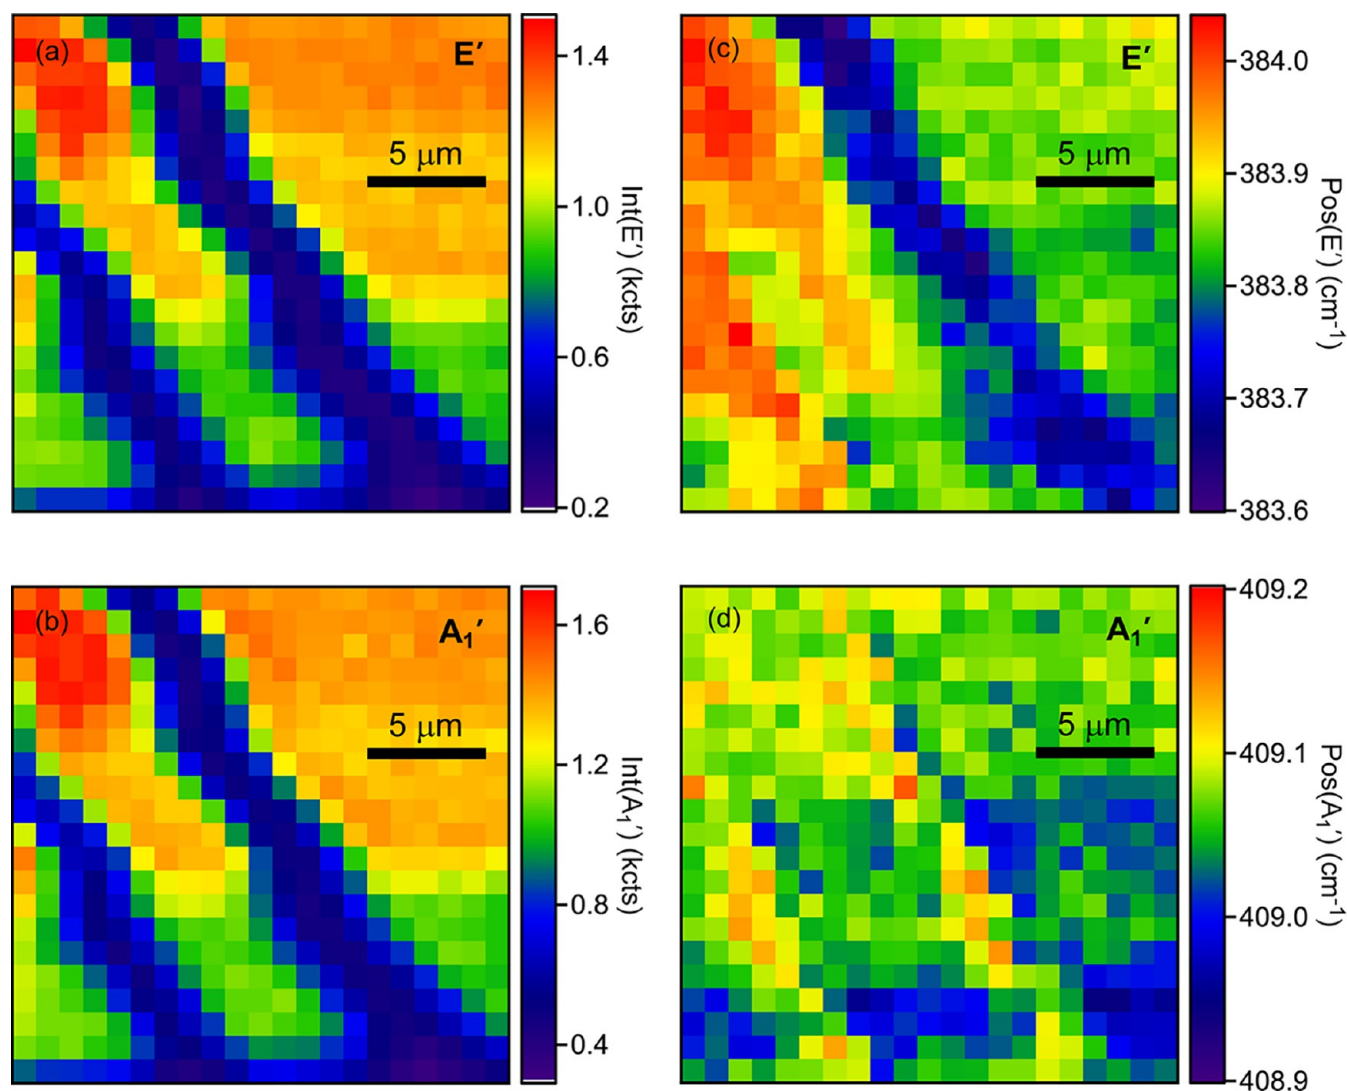 (a)
E′
5 μm
1.4
1.0
0.6
0.2
Int(E′) (kcts)
(c)
E′
5 μm
384.0
383.9
383.8
383.7
383.6
Pos(E′) (cm⁻¹)
(b)
A₁′
5 μm
1.6
1.2
0.8
0.4
Int(A₁′) (kcts)
(d)
A₁′
5 μm
409.2
409.1
409.0
408.9
Pos(A₁′) (cm⁻¹)